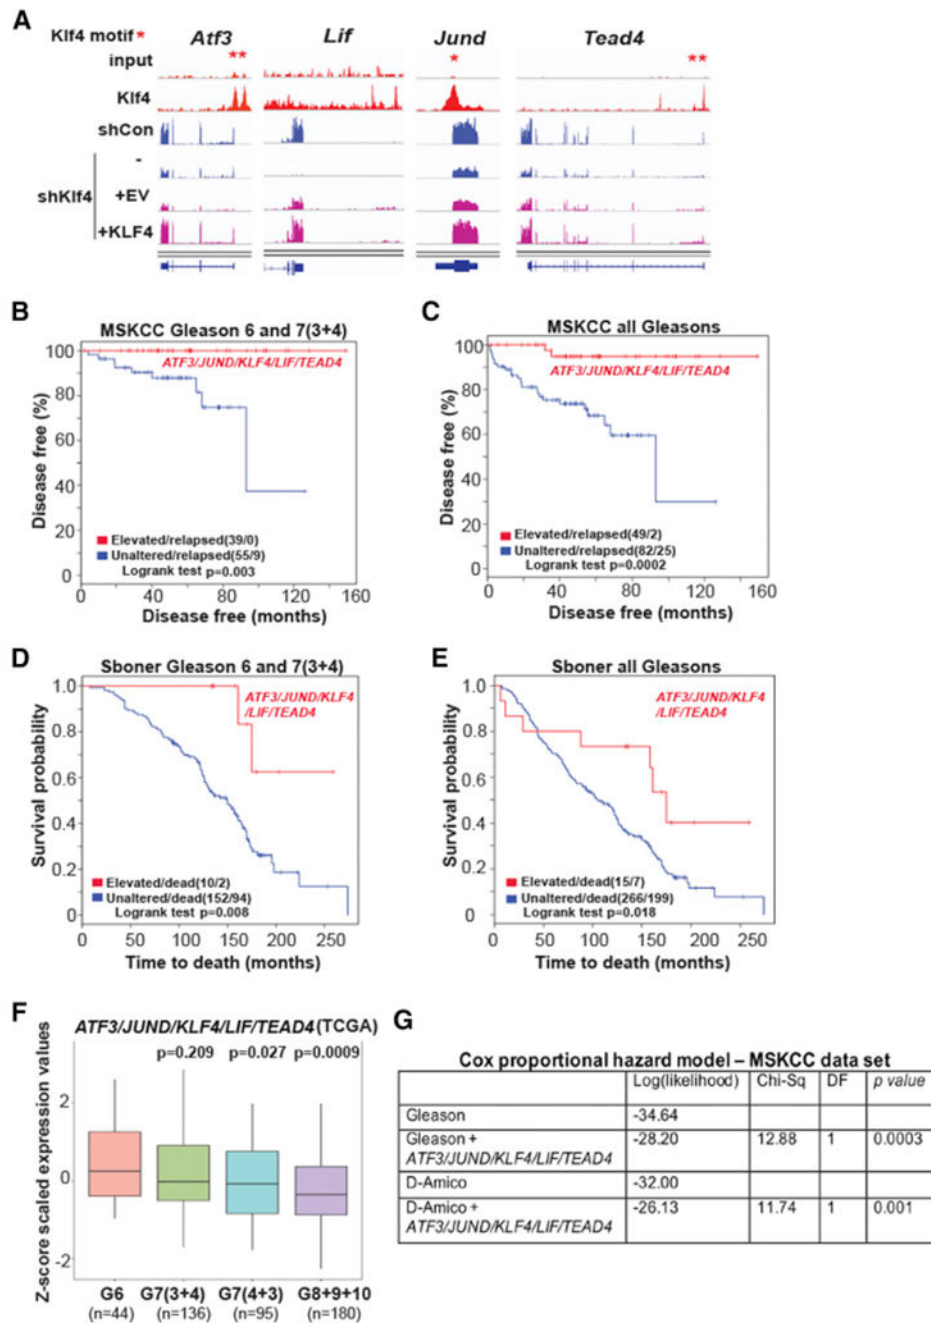 A
Klf4 motif* Atf3 Lif Jund Tead4
** * **
input
Klf4
shCon
-
shKlf4
+EV
+KLF4
B
MSKCC Gleason 6 and 7(3+4)
100
80
60
40
20
0
Disease free (%)
ATF3/JUND/KLF4/LIF/TEAD4
Elevated/relapsed(39/0)
Unaltered/relapsed(55/9)
Logrank test p=0.003
0 40 80 120 160
Disease free (months)
C
MSKCC all Gleasons
100
80
60
40
20
0
Disease free (%)
ATF3/JUND/KLF4/LIF/TEAD4
Elevated/relapsed(49/2)
Unaltered/relapsed(82/25)
Logrank test p=0.0002
0 40 80 120 160
Disease free (months)
D
Sboner Gleason 6 and 7(3+4)
1.0
0.8
0.6
0.4
0.2
0
Survival probability
ATF3/JUND/KLF4
/LIF/TEAD4
Elevated/dead(10/2)
Unaltered/dead(152/94)
Logrank test p=0.008
0 50 100 150 200 250
Time to death (months)
E
Sboner all Gleasons
1.0
0.8
0.6
0.4
0.2
0
Survival probability
ATF3/JUND/KLF4
/LIF/TEAD4
Elevated/dead(15/7)
Unaltered/dead(266/199)
Logrank test p=0.018
0 50 100 150 200 250
Time to death (months)
F
ATF3/JUND/KLF4/LIF/TEAD4(TCGA)
p=0.209 p=0.027 p=0.0009
2
0
-2
Z-score scaled expression values
G6 G7(3+4) G7(4+3) G8+9+10
(n=44) (n=136) (n=95) (n=180)
G
Cox proportional hazard model – MSKCC data set
Log(likelihood) Chi-Sq DF p value
Gleason -34.64
Gleason + -28.20 12.88 1 0.0003
ATF3/JUND/KLF4/LIF/TEAD4
D-Amico -32.00
D-Amico + -26.13 11.74 1 0.001
ATF3/JUND/KLF4/LIF/TEAD4